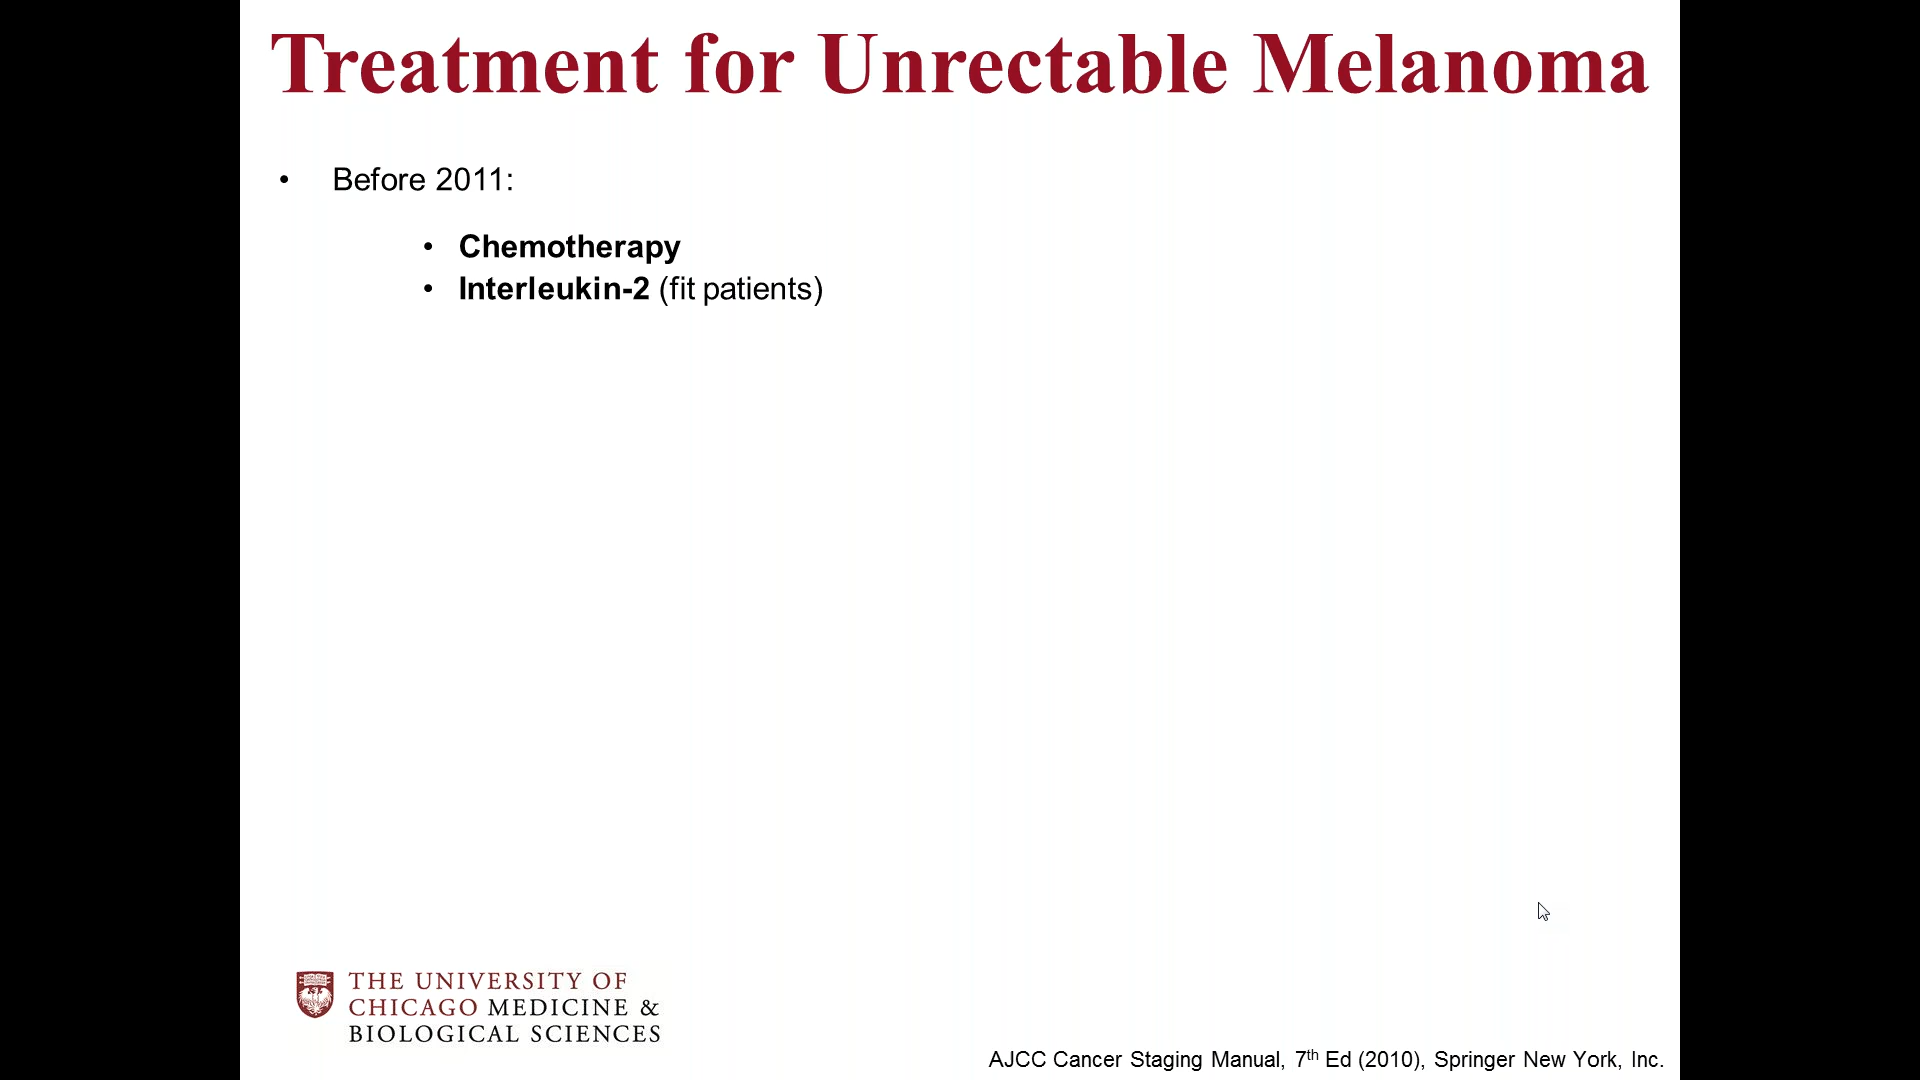 Treatment for Unrectable Melanoma
• Before 2011:
• Chemotherapy
• Interleukin-2 (fit patients)
THE UNIVERSITY OF
CHICAGO MEDICINE &
BIOLOGICAL SCIENCES
AJCC Cancer Staging Manual, 7th Ed (2010), Springer New York, Inc.